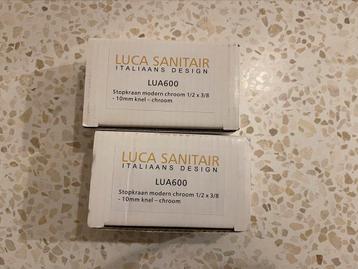 LUCA SANITAIR
ITALIAANS DESIGN
LUA600
Stopkraan modern chroom 1/2 x 3/8
- 10mm knel - chroom
LUCA SANITAIR
ITALIAANS DESIGN
LUA600
Stopkraan modern chroom 1/2 x 3/8
- 10mm knel - chroom